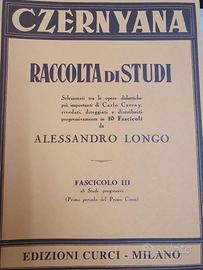 CZERNYANA
RACCOLTA DI STUDI
Selezionati tra le opere didattiche
più importanti di Carlo Czerny,
riveduti, diteggiati e distribuiti
progressivamente in 10 Fascicoli
da
ALESSANDRO LONGO
FASCICOLO III
Studi progressivi
(Primo periodo del Primo Corso)
EDIZIONI CURCI - MILANO